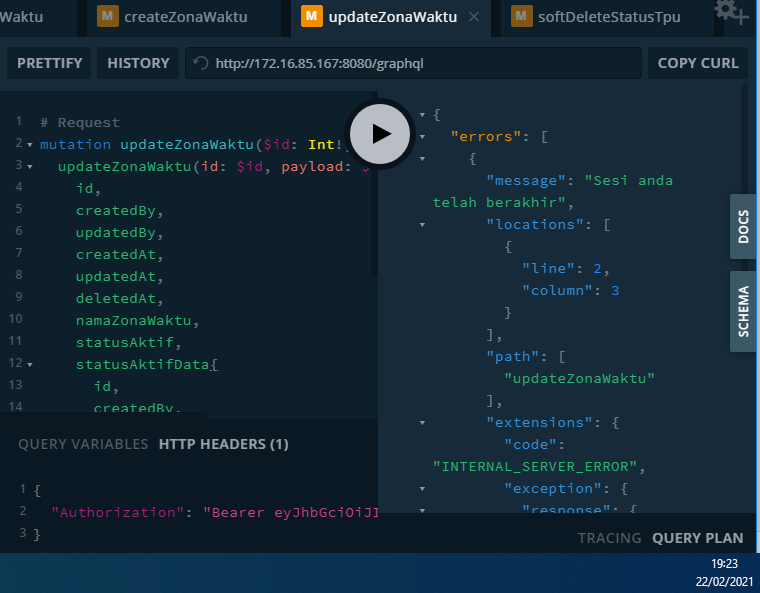 Waktu
M createZonaWaktu
M updateZonaWaktu
M softDeleteStatusTpu
PRETTIFY
HISTORY
http://172.16.85.167:8080/graphql
COPY CURL
1 # Request
2 mutation updateZonaWaktu($id: Int!
3 updateZonaWaktu(id: $id, payload: $
4 id,
5 createdBy,
6 updatedBy,
7 createdAt,
8 updatedAt,
9 deletedAt,
10 namaZonaWaktu,
11 statusAktif,
12 statusAktifData{
13 id,
14 createdBy,
QUERY VARIABLES HTTP HEADERS (1)
1 {
2 "Authorization": "Bearer eyJhbGciOiJI
3 }
{
"errors": [
{
"message": "Sesi anda
telah berakhir",
"locations": [
{
"line": 2,
"column": 3
}
],
"path": [
"updateZonaWaktu"
],
"extensions": {
"code":
"INTERNAL_SERVER_ERROR",
"exception": {
"response": {
DOCS
SCHEMA
TRACING QUERY PLAN
19:23
22/02/2021